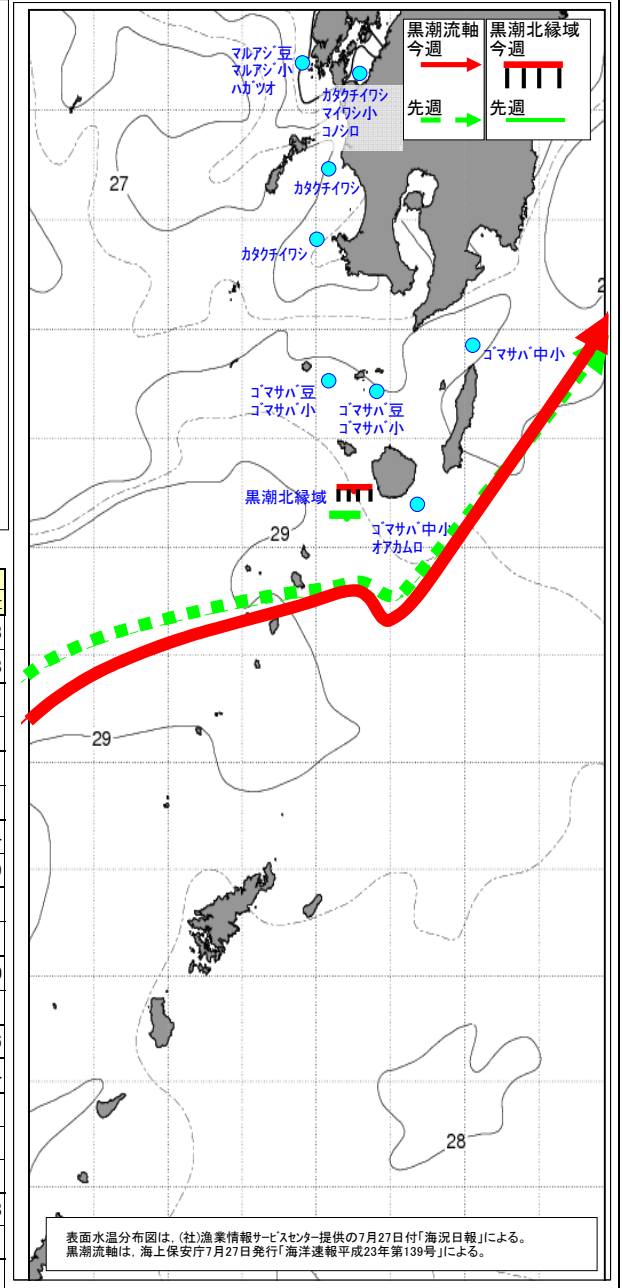 黒潮流軸
今週
先週
黒潮北縁域
今週
先週
マルアジ豆
マルアジ小
ハガツオ
カタクチイワシ
マイワシ小
コノシロ
27
カタクチイワシ
カタクチイワシ
ゴマサバ中小
ゴマサバ豆
ゴマサバ小
ゴマサバ豆
ゴマサバ小
黒潮北縁域
29
ゴマサバ中小
オアカムロ
29
28
表面水温分布図は，(社)漁業情報サービスセンター提供の7月27日付「海況日報」による。
黒潮流軸は，海上保安庁7月27日発行「海洋速報平成23年第139号」による。